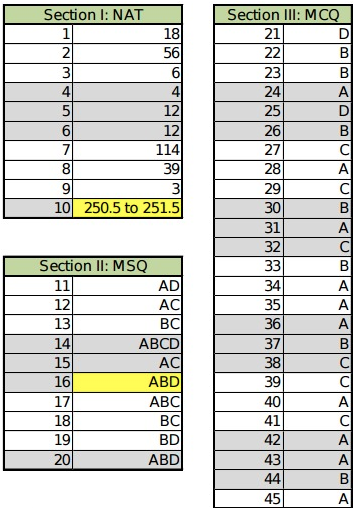 Section I: NAT
1 18
2 56
3 6
4 4
5 12
6 12
7 114
8 39
9 3
10 250.5 to 251.5
Section II: MSQ
11 AD
12 AC
13 BC
14 ABCD
15 AC
16 ABD
17 ABC
18 BC
19 BD
20 ABD
Section III: MCQ
21 D
22 B
23 B
24 A
25 D
26 B
27 C
28 A
29 C
30 B
31 A
32 C
33 B
34 A
35 A
36 A
37 B
38 C
39 C
40 A
41 C
42 A
43 A
44 B
45 A